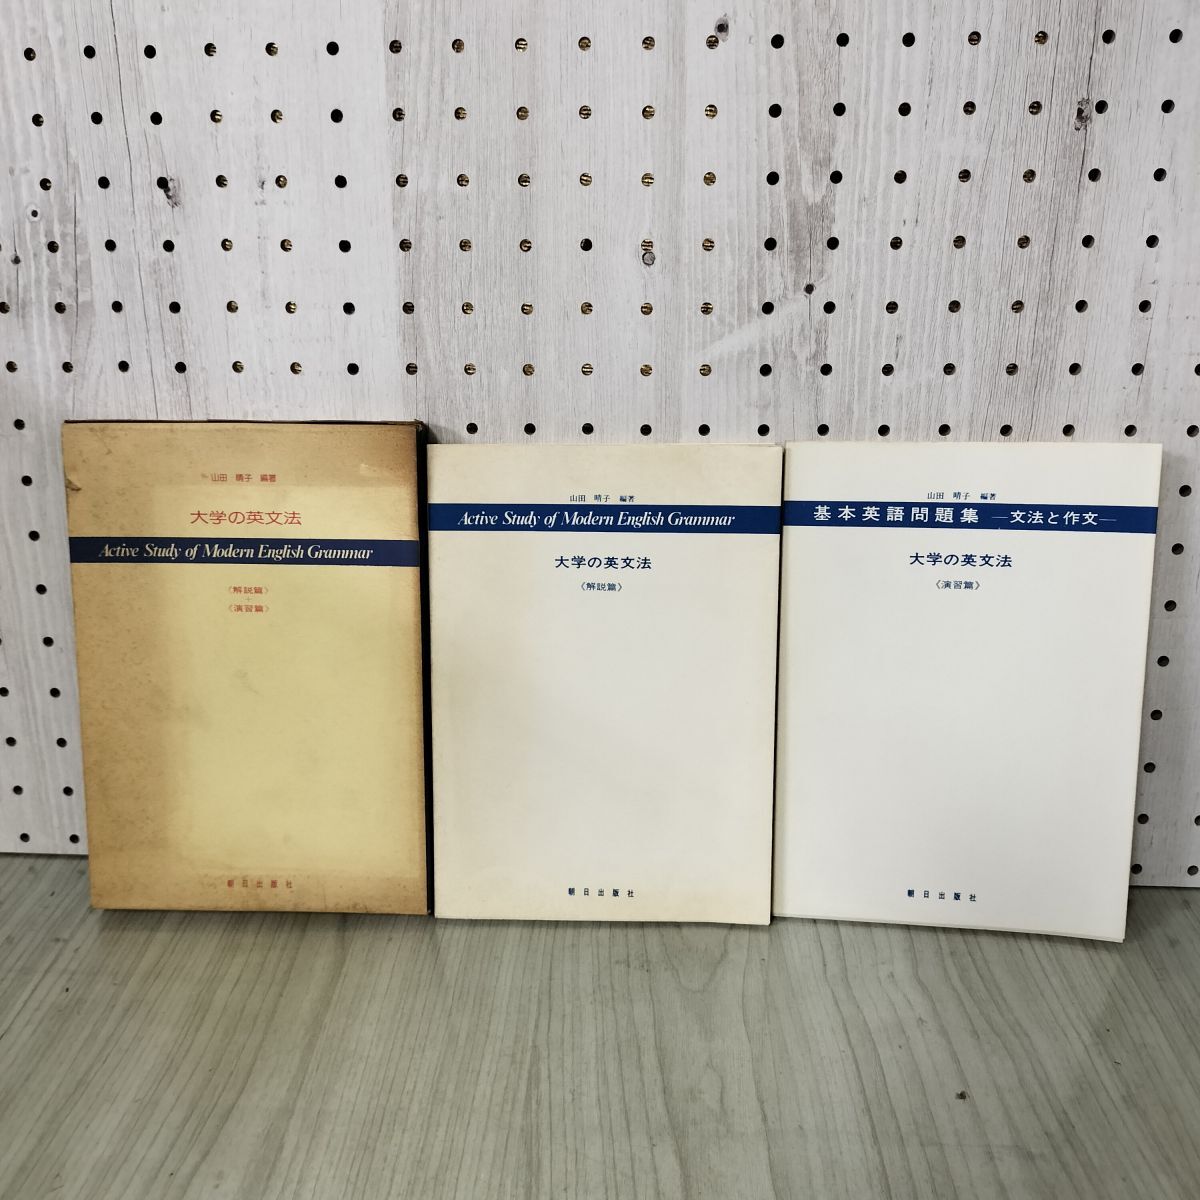 山田 晴子 編著
大学の英文法
Active Study of Modern English Grammar
《解説篇》
+
《演習篇》
朝日出版社
山田 晴子 編著
Active Study of Modern English Grammar
大学の英文法
《解説篇》
朝日出版社
山田 晴子 編著
基本英語問題集 ―文法と作文―
大学の英文法
《演習篇》
朝日出版社